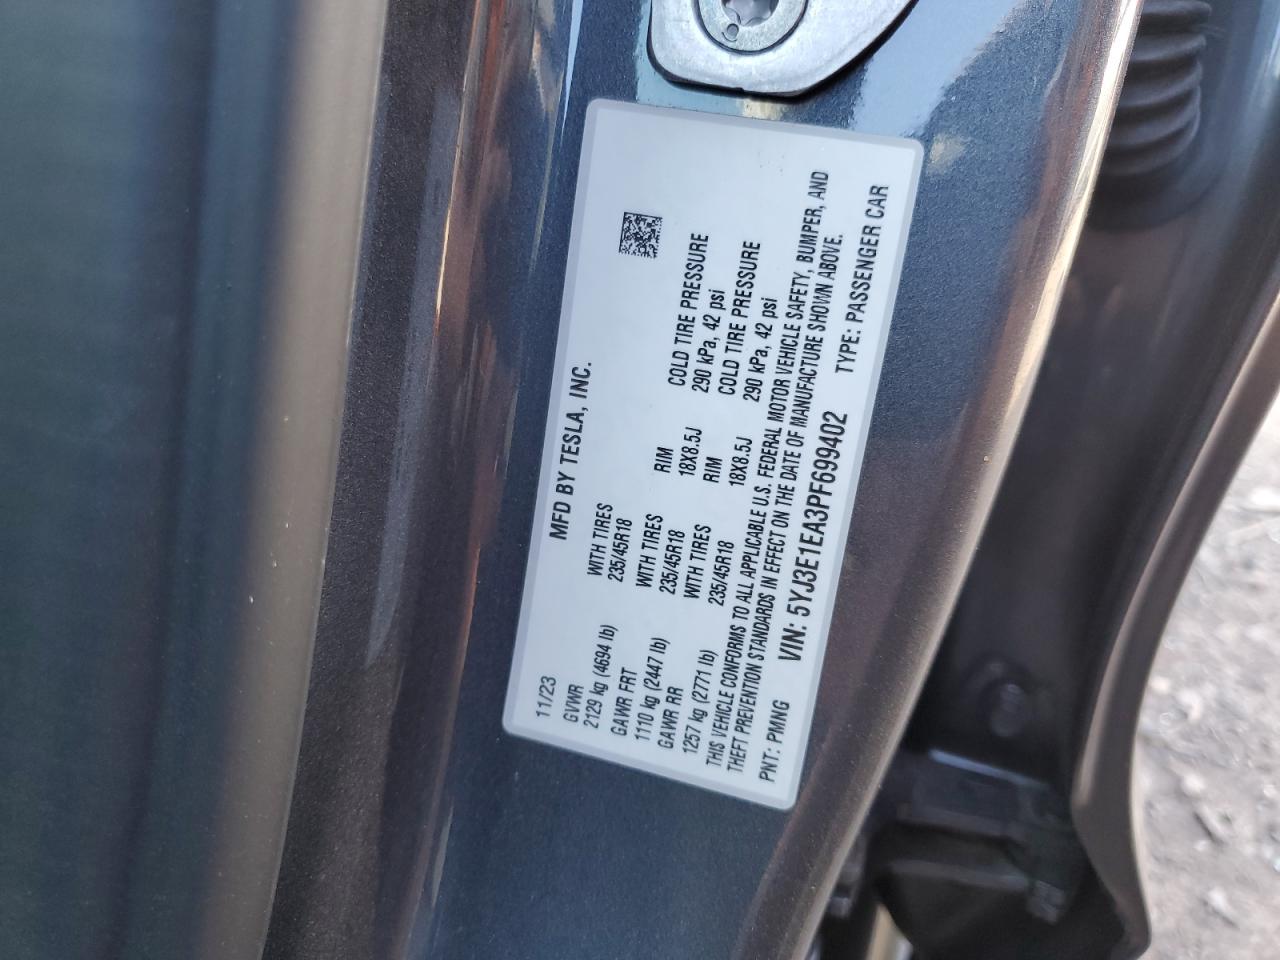 MFD BY TESLA, INC.
11/23
GVWR WITH TIRES
2129 kg (4694 lb) 235/45R18
GAWR FRT WITH TIRES RIM COLD TIRE PRESSURE
1110 kg (2447 lb) 235/45R18 18X8.5J 290 kPa, 42 psi
GAWR RR WITH TIRES RIM COLD TIRE PRESSURE
1257 kg (2771 lb) 235/45R18 18X8.5J 290 kPa, 42 psi
THIS VEHICLE CONFORMS TO ALL APPLICABLE U.S. FEDERAL MOTOR VEHICLE SAFETY, BUMPER, AND
THEFT PREVENTION STANDARDS IN EFFECT ON THE DATE OF MANUFACTURE SHOWN ABOVE.
PNT: PMNG VIN: 5YJ3E1EA3PF699402 TYPE: PASSENGER CAR